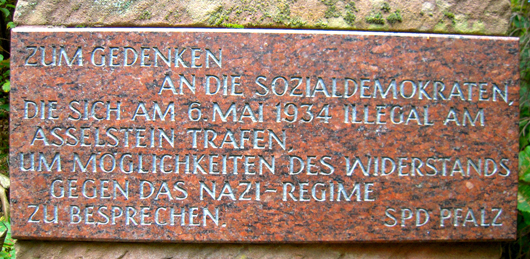 ZUM GEDENKEN
AN DIE SOZIALDEMOKRATEN,
DIE SICH AM 6. MAI 1934 ILLEGAL AM
ASSELSTEIN TRAFEN,
UM MÖGLICHKEITEN DES WIDERSTANDS
GEGEN DAS NAZI-REGIME
ZU BESPRECHEN. SPD PFALZ